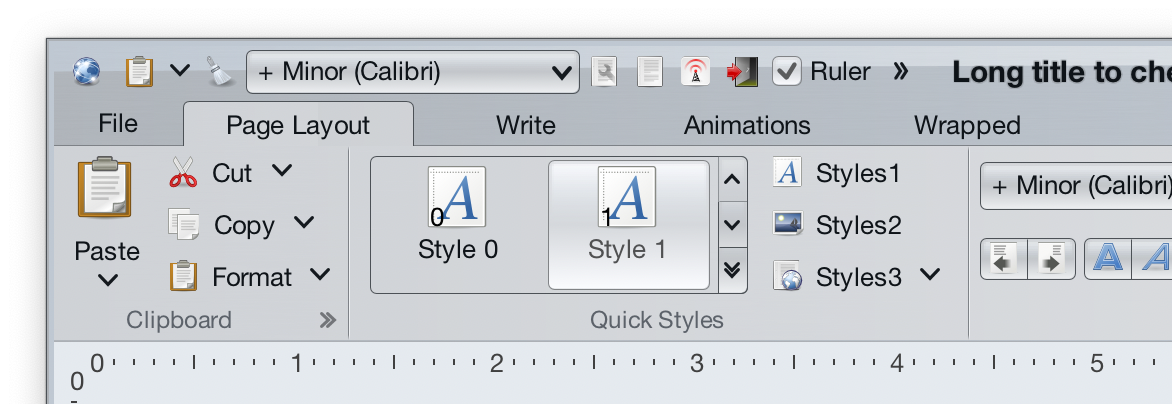 + Minor (Calibri) Ruler Long title to che
File Page Layout Write Animations Wrapped
Cut Styles1
+ Minor (Calibri)
0 1
Copy Styles2
Paste Style 0 Style 1
Format Styles3
A A
Clipboard Quick Styles
0 1 2 3 4 5
0